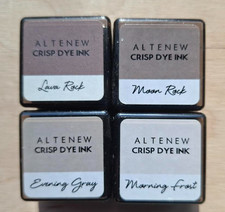 ALTENEW
CRISP DYE INK
Lava Rock
ALTENEW
CRISP DYE INK
Moon Rock
ALTENEW
CRISP DYE INK
Evening Gray
ALTENEW
CRISP DYE INK
Morning Frost